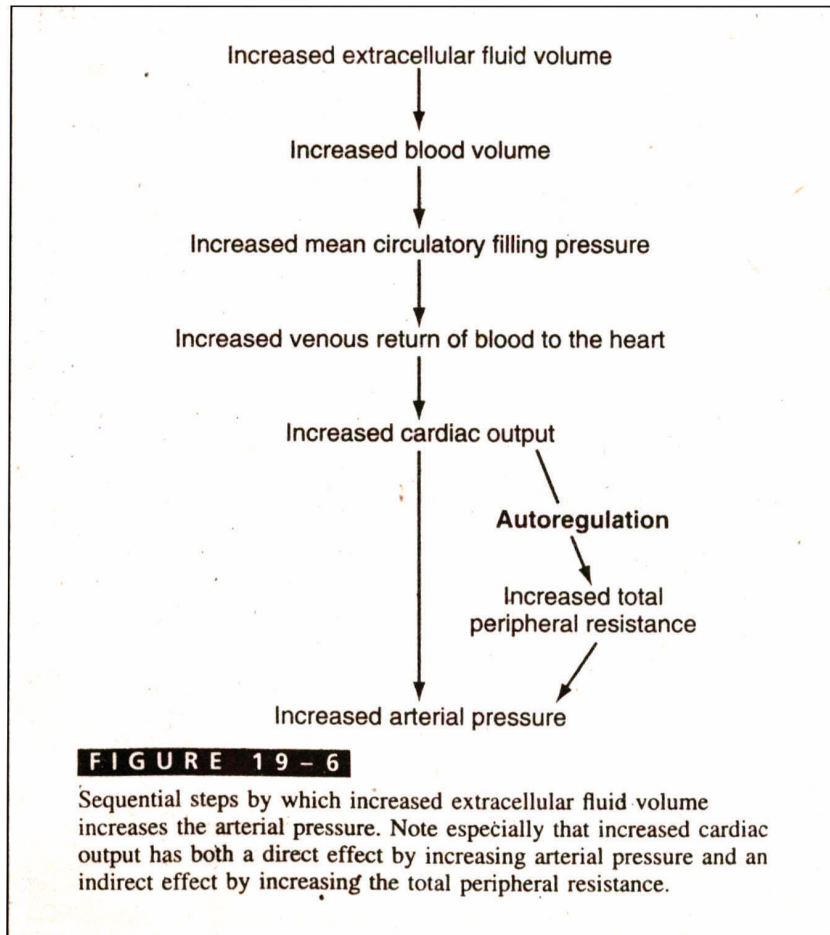 Increased extracellular fluid volume
Increased blood volume
Increased mean circulatory filling pressure
Increased venous return of blood to the heart
Increased cardiac output
Autoregulation
Increased total
peripheral resistance
Increased arterial pressure
FIGURE 19–6
Sequential steps by which increased extracellular fluid volume
increases the arterial pressure. Note especially that increased cardiac
output has both a direct effect by increasing arterial pressure and an
indirect effect by increasing the total peripheral resistance.